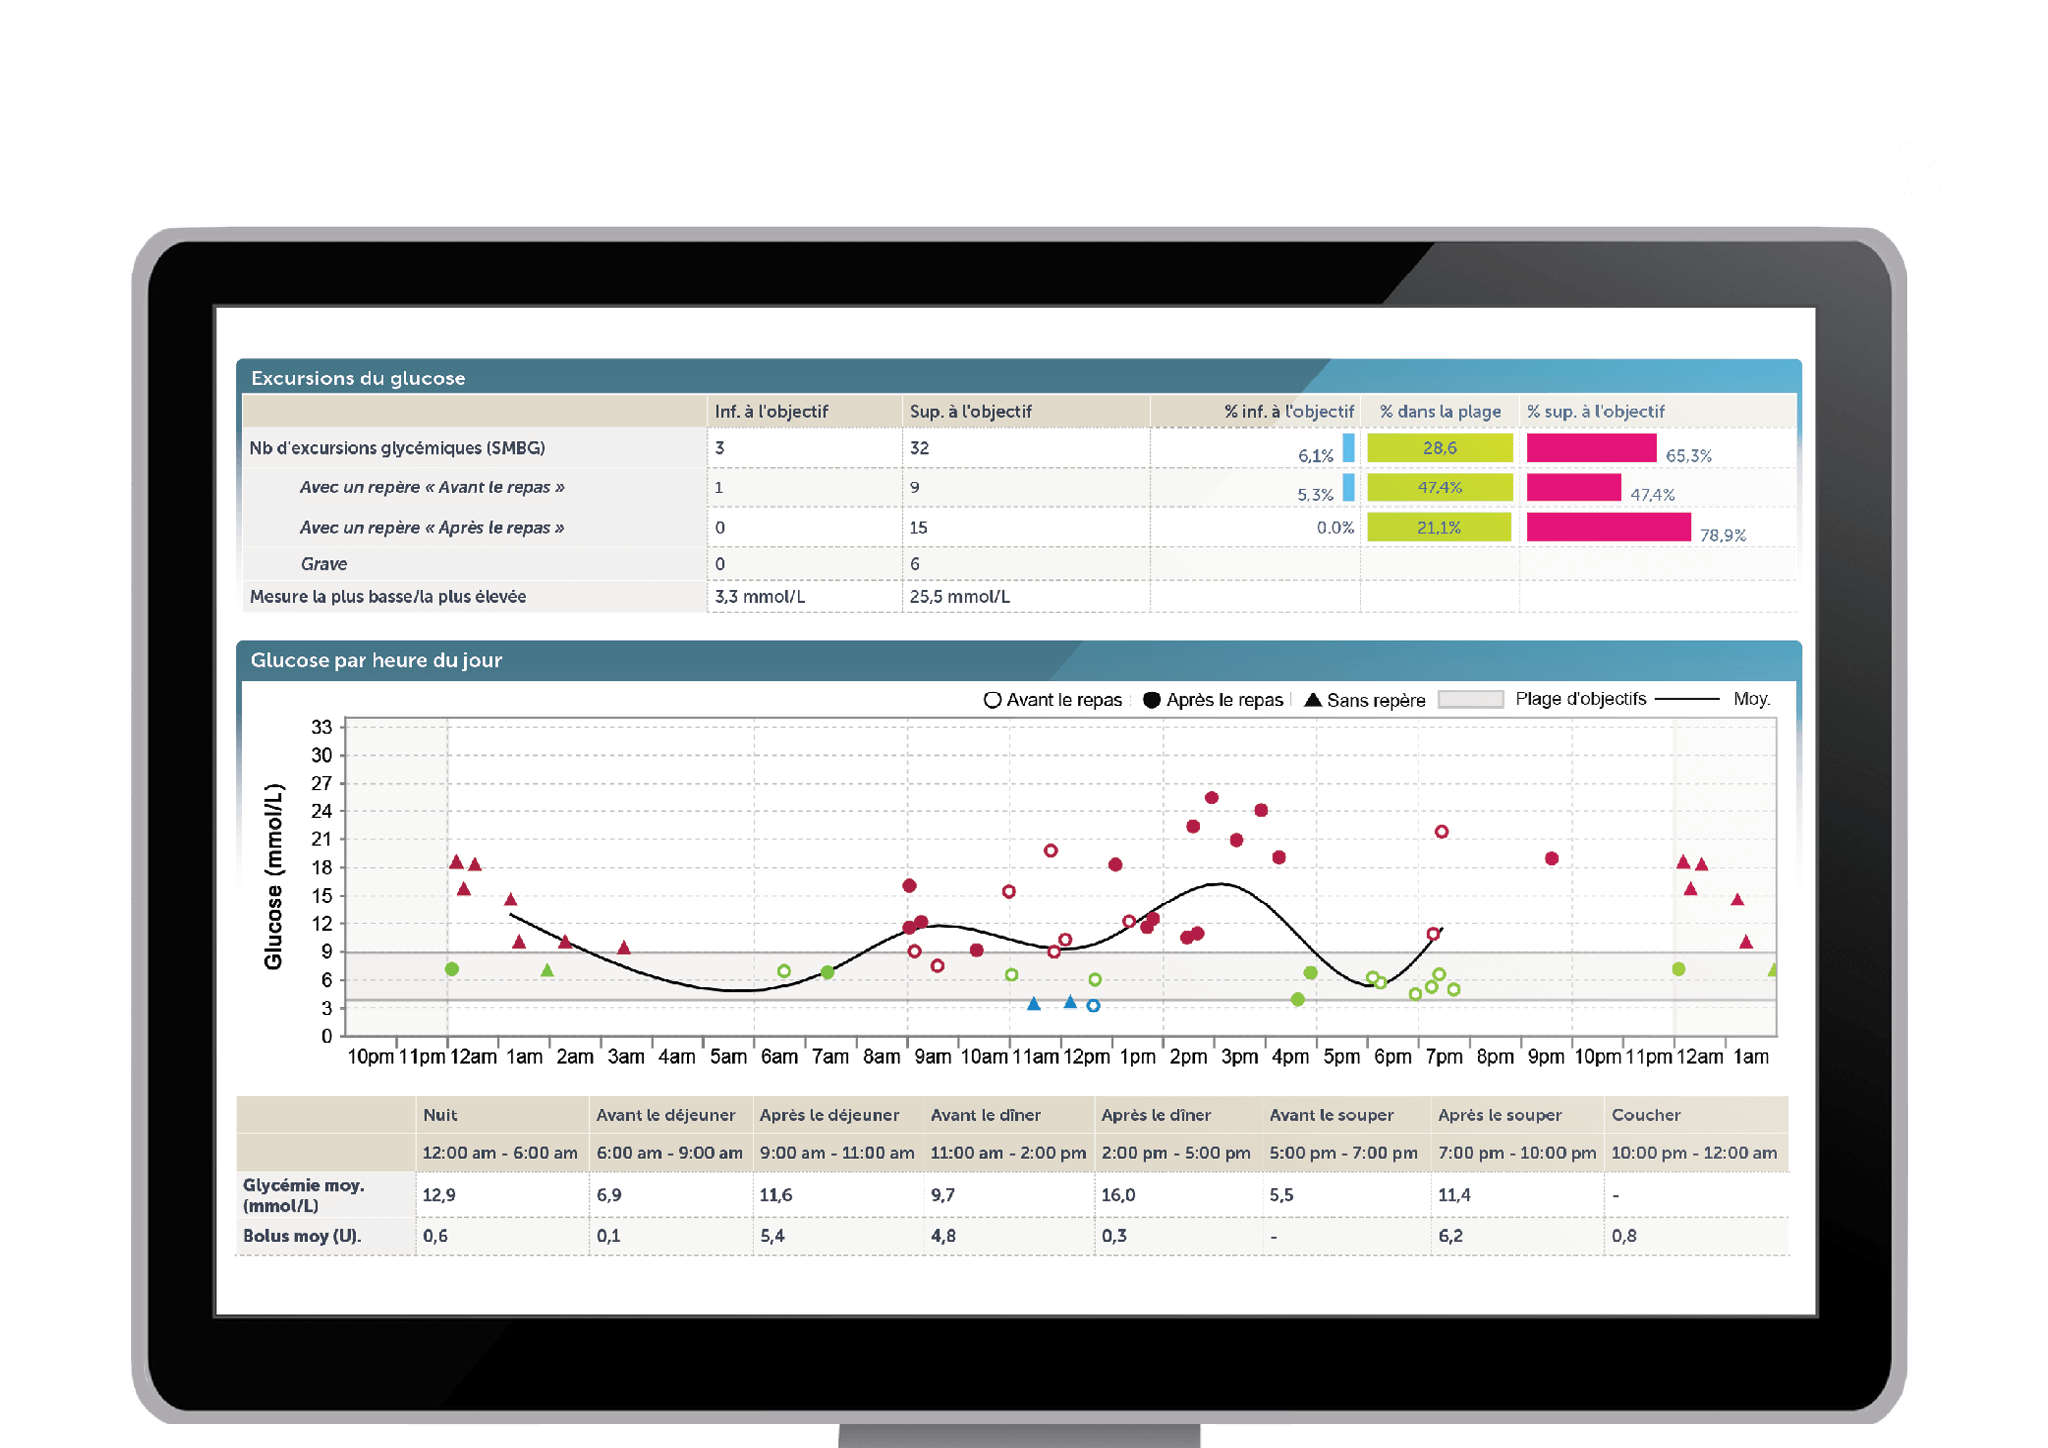 Excursions du glucose
Inf. à l'objectif Sup. à l'objectif % inf. à l'objectif % dans la plage % sup. à l'objectif
Nb d'excursions glycémiques (SMBG) 3 32 6,1% 28,6 65,3%
Avec un repère « Avant le repas » 1 9 5,3% 47,4% 47,4%
Avec un repère « Après le repas » 0 15 0.0% 21,1% 78,9%
Grave 0 6
Mesure la plus basse/la plus élevée 3,3 mmol/L 25,5 mmol/L
Glucose par heure du jour
Avant le repas Après le repas Sans repère Plage d'objectifs Moy.
Glucose (mmol/L)
33
30
27
24
21
18
15
12
9
6
3
0
10pm 11pm 12am 1am 2am 3am 4am 5am 6am 7am 8am 9am 10am 11am 12pm 1pm 2pm 3pm 4pm 5pm 6pm 7pm 8pm 9pm 10pm 11pm 12am 1am
Nuit Avant le déjeuner Après le déjeuner Avant le dîner Après le dîner Avant le souper Après le souper Coucher
12:00 am - 6:00 am 6:00 am - 9:00 am 9:00 am - 11:00 am 11:00 am - 2:00 pm 2:00 pm - 5:00 pm 5:00 pm - 7:00 pm 7:00 pm - 10:00 pm 10:00 pm - 12:00 am
Glycémie moy.
(mmol/L) 12,9 6,9 11,6 9,7 16,0 5,5 11,4 -
Bolus moy (U). 0,6 0,1 5,4 4,8 0,3 - 6,2 0,8